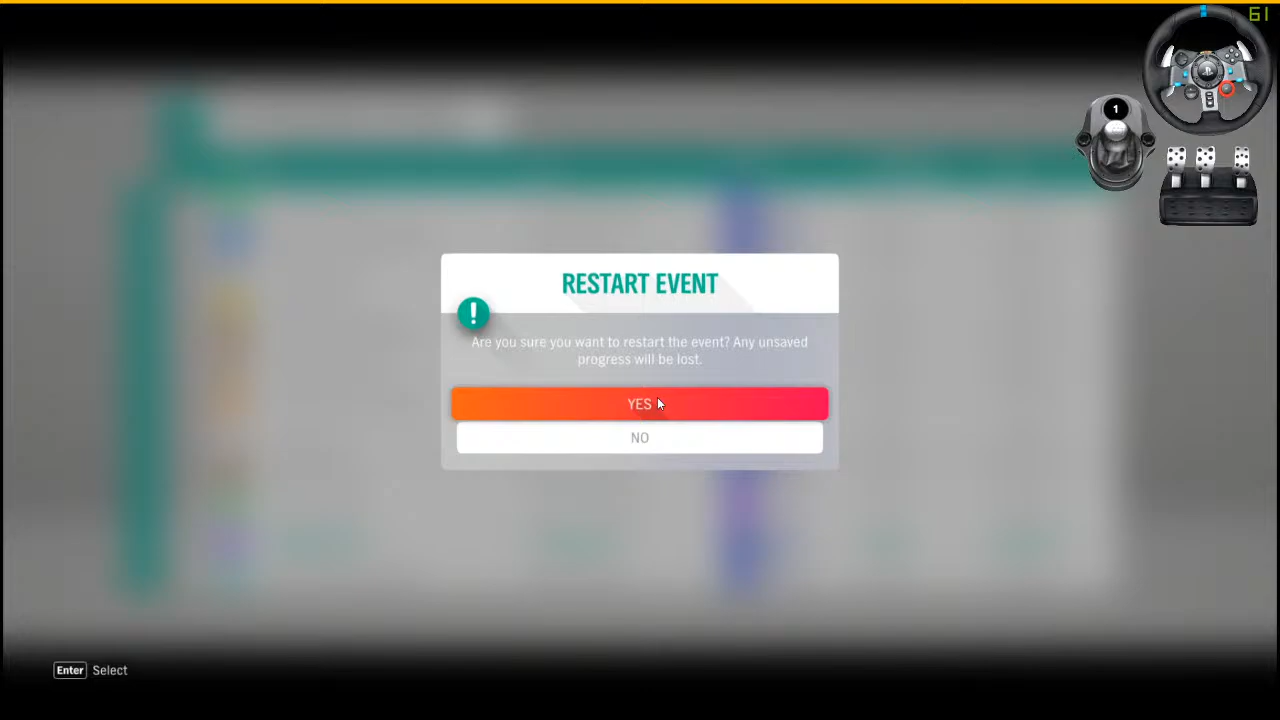 61
1
RESTART EVENT
!
Are you sure you want to restart the event? Any unsaved
progress will be lost.
YES
NO
Enter Select